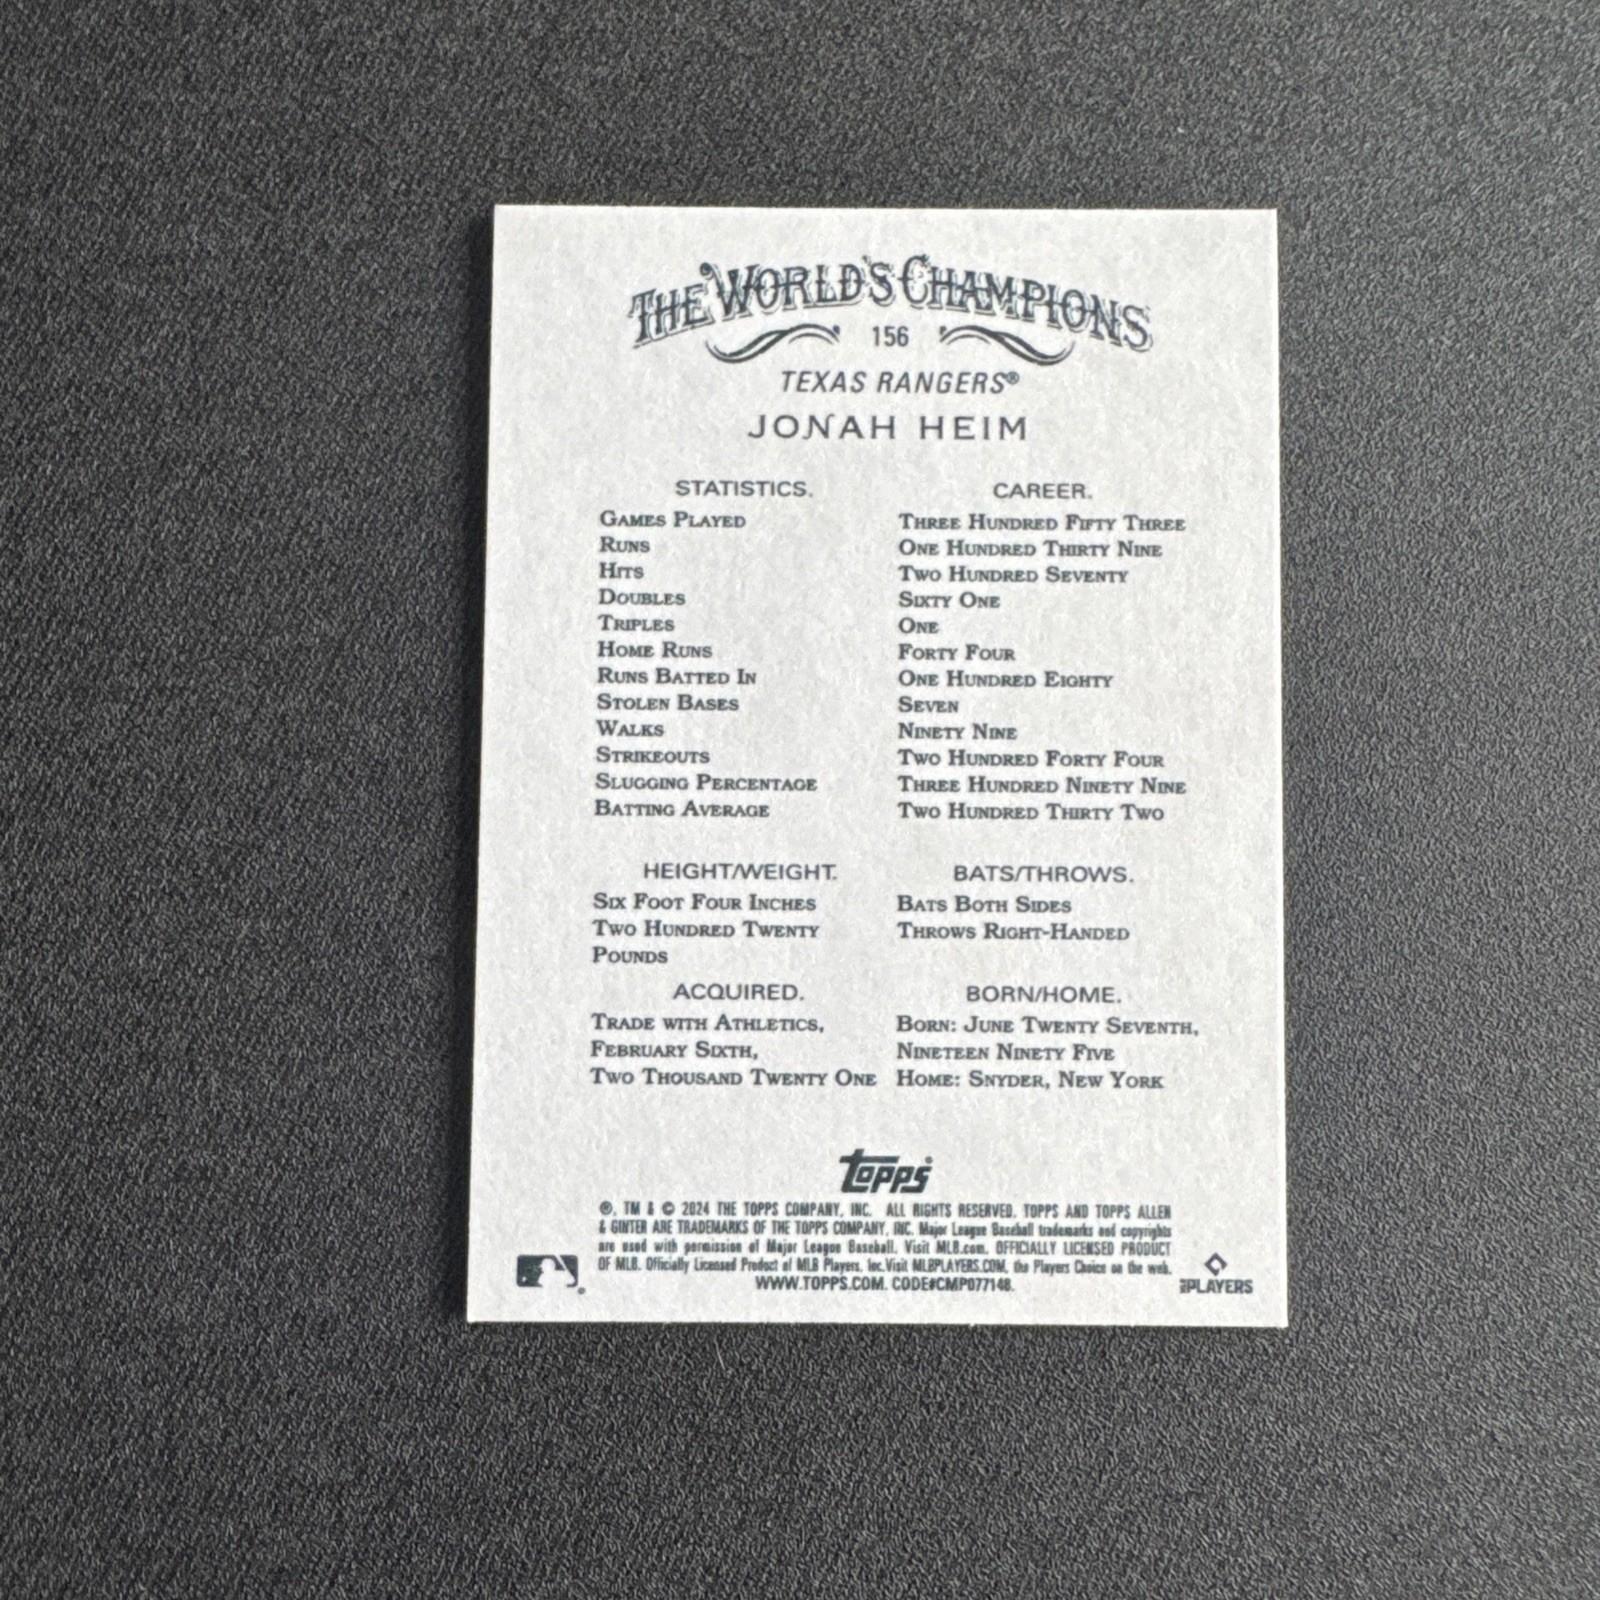 THE WORLD'S CHAMPIONS
156
TEXAS RANGERS®
JONAH HEIM
STATISTICS. CAREER.
GAMES PLAYED THREE HUNDRED FIFTY THREE
RUNS ONE HUNDRED THIRTY NINE
HITS TWO HUNDRED SEVENTY
DOUBLES SIXTY ONE
TRIPLES ONE
HOME RUNS FORTY FOUR
RUNS BATTED IN ONE HUNDRED EIGHTY
STOLEN BASES SEVEN
WALKS NINETY NINE
STRIKEOUTS TWO HUNDRED FORTY FOUR
SLUGGING PERCENTAGE THREE HUNDRED NINETY NINE
BATTING AVERAGE TWO HUNDRED THIRTY TWO
HEIGHT/WEIGHT.
SIX FOOT FOUR INCHES
TWO HUNDRED TWENTY
POUNDS
BATS/THROWS.
BATS BOTH SIDES
THROWS RIGHT-HANDED
ACQUIRED.
TRADE WITH ATHLETICS,
FEBRUARY SIXTH,
TWO THOUSAND TWENTY ONE
BORN/HOME.
BORN: JUNE TWENTY SEVENTH,
NINETEEN NINETY FIVE
HOME: SNYDER, NEW YORK
TOPPS
®, TM & © 2024 THE TOPPS COMPANY, INC. ALL RIGHTS RESERVED. TOPPS AND TOPPS ALLEN
& GINTER ARE TRADEMARKS OF THE TOPPS COMPANY, INC. Major League Baseball trademarks and copyrights
are used with permission of Major League Baseball. Visit MLB.com. OFFICIALLY LICENSED PRODUCT
OF MLB. Officially Licensed Product of MLB Players, Inc. Visit MLBPLAYERS.COM, the Players Choice on the web.
WWW.TOPPS.COM. CODE#CMP077148.
MLBPLAYERS